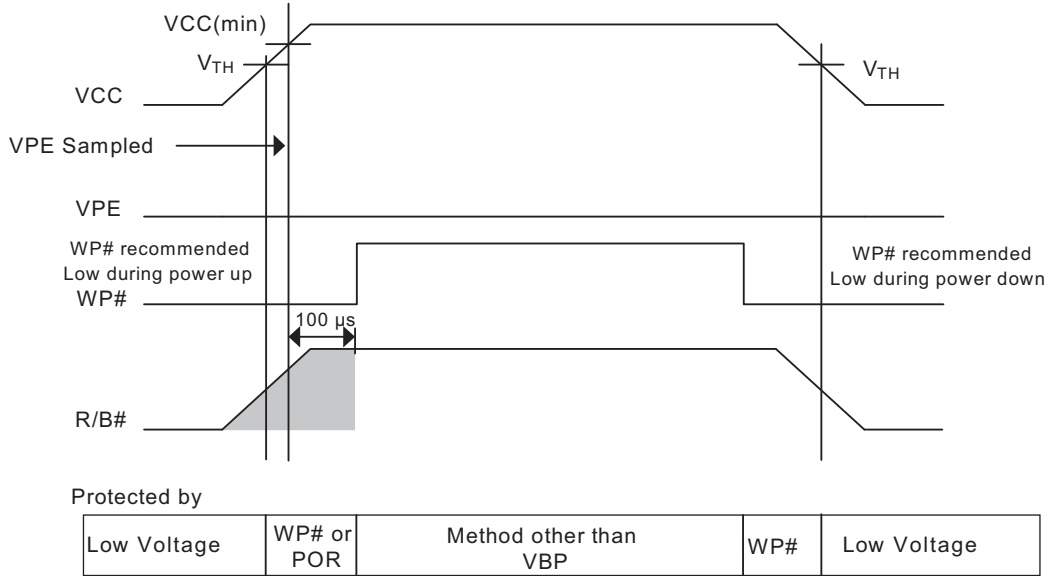 VCC(min)
VTH
VTH
VCC
VPE Sampled
VPE
WP# recommended
Low during power up
WP# recommended
Low during power down
WP#
100 µs
R/B#
Protected by
Low Voltage
WP# or
POR
Method other than
VBP
WP#
Low Voltage